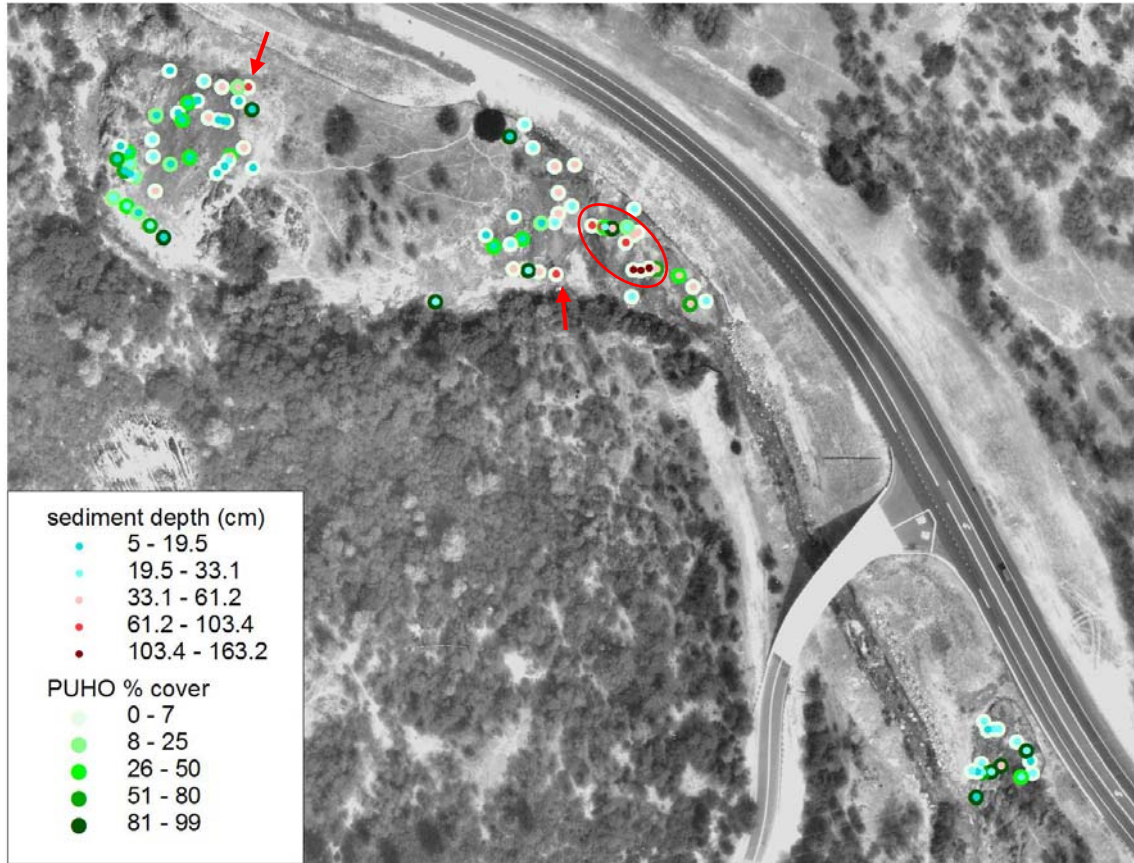 sediment depth (cm)
5 - 19.5
19.5 - 33.1
33.1 - 61.2
61.2 - 103.4
103.4 - 163.2
PUHO % cover
0 - 7
8 - 25
26 - 50
51 - 80
81 - 99